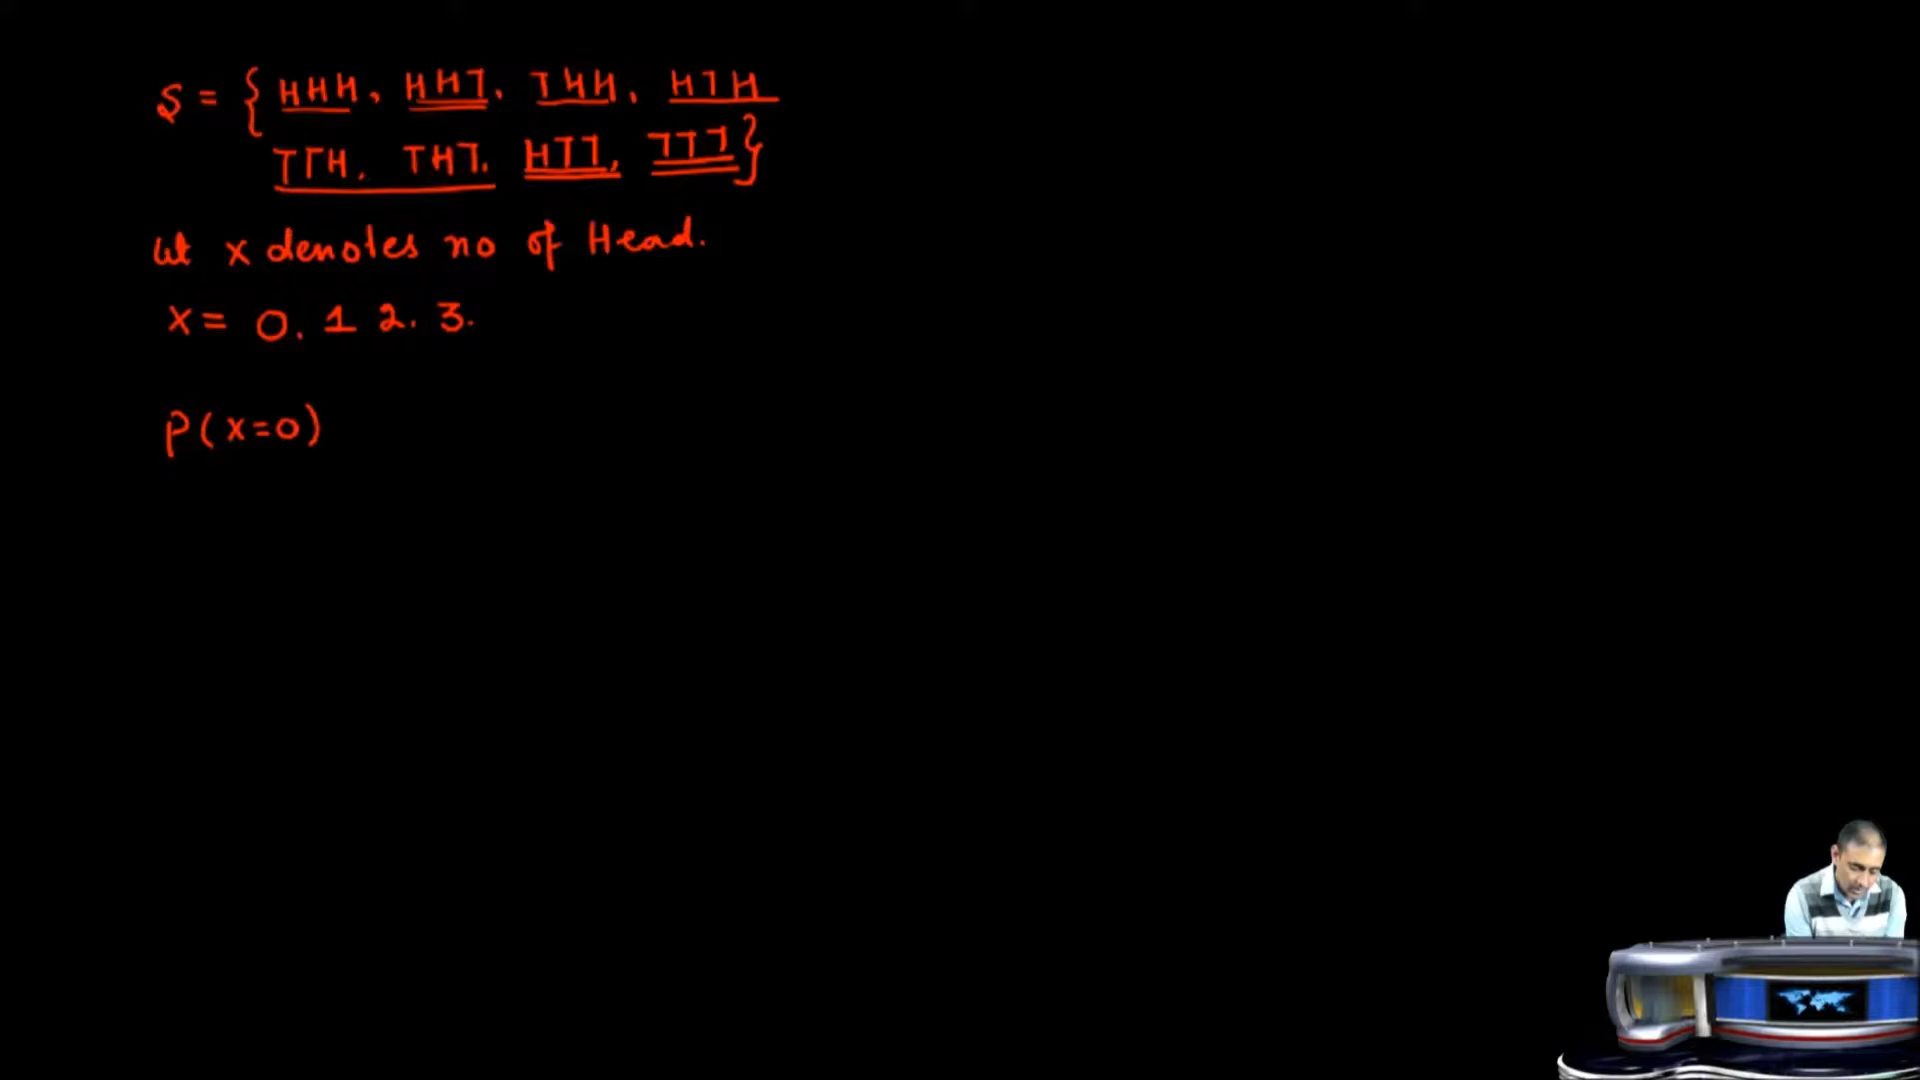 S = { HHH, HHT, THH, HTH
TTH, THT, HTT, TTT }
Let x denotes no of Head.
x = 0. 1 2. 3.
P(x=0)